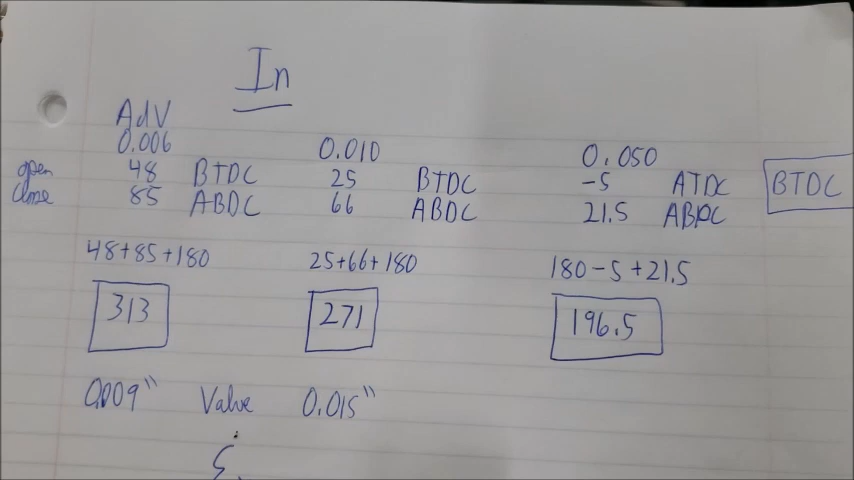 In
AdV
0.006 0.010 0.050
open 48 BTDC 25 BTDC -5 ATDC BTDC
close 85 ABDC 66 ABDC 21.5 ABDC
48+85+180 25+66+180 180-5+21.5
313 271 196.5
0.009" Valve 0.015"